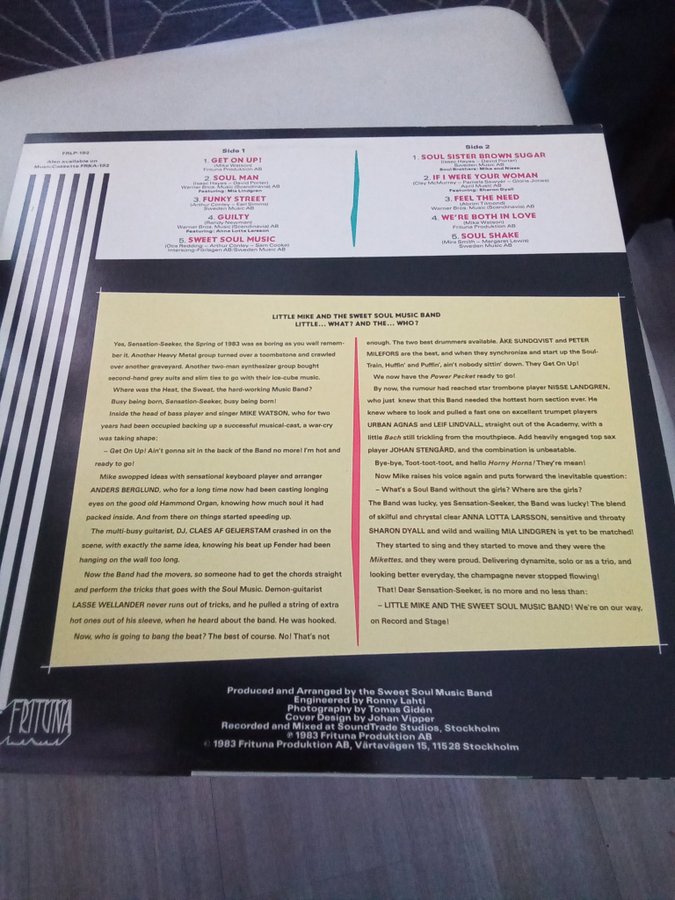 FRLP-182
Also available on
MusicCassette FRKA-182
Side 1
1. GET ON UP!
(Mike Watson)
Frituna Produktion AB
2. SOUL MAN
(Isaac Hayes – David Porter)
Warner Bros. Music (Scandinavia) AB
Featuring: Mia Lindgren
3. FUNKY STREET
(Arthur Conley – Earl Simms)
Sweden Music AB
4. GUILTY
(Randy Newman)
Warner Bros. Music (Scandinavia) AB
Featuring: Anna Lotta Larsson
5. SWEET SOUL MUSIC
(Otis Redding – Arthur Conley – Sam Cooke)
Intersong-Förlagen AB/Sweden Music AB
Side 2
1. SOUL SISTER BROWN SUGAR
(Isaac Hayes – David Porter)
Sweden Music AB
Soul Brothers: Mike and Nisse
2. IF I WERE YOUR WOMAN
(Clay McMurray – Pamela Sawyer – Gloria Jones)
April Music AB
Featuring: Sharon Dyall
3. FEEL THE NEED
(Abrim Tilmond)
Warner Bros. Music (Scandinavia) AB
4. WE'RE BOTH IN LOVE
(Mike Watson)
Frituna Produktion AB
5. SOUL SHAKE
(Mira Smith – Margaret Lewis)
Sweden Music AB
LITTLE MIKE AND THE SWEET SOUL MUSIC BAND
LITTLE... WHAT? AND THE... WHO?
Yes, Sensation-Seeker, the Spring of 1983 was as boring as you well remem-
ber it. Another Heavy Metal group turned over a toombstone and crawled
over another graveyard. Another two-man synthesizer group bought
second-hand grey suits and slim ties to go with their ice-cube music.
Where was the Heat, the Sweat, the hard-working Music Band?
Busy being born, Sensation-Seeker, busy being born!
Inside the head of bass player and singer MIKE WATSON, who for two
years had been occupied backing up a successful musical-cast, a war-cry
was taking shape;
– Get On Up! Ain't gonna sit in the back of the Band no more! I'm hot and
ready to go!
Mike swopped ideas with sensational keyboard player and arranger
ANDERS BERGLUND, who for a long time now had been casting longing
eyes on the good old Hammond Organ, knowing how much soul it had
packed inside. And from there on things started speeding up.
The multi-busy guitarist, DJ, CLAES AF GEIJERSTAM crashed in on the
scene, with exactly the same idea, knowing his beat up Fender had been
hanging on the wall too long.
Now the Band had the movers, so someone had to get the chords straight
and perform the tricks that goes with the Soul Music. Demon-guitarist
LASSE WELLANDER never runs out of tricks, and he pulled a string of extra
hot ones out of his sleeve, when he heard about the band. He was hooked.
Now, who is going to bang the beat? The best of course. No! That's not
enough. The two best drummers available. ÅKE SUNDQVIST and PETER
MILEFORS are the best, and when they synchronize and start up the Soul-
Train, Huffin' and Puffin', ain't nobody sittin' down. They Get On Up!
We now have the Power Packet ready to go!
By now, the rumour had reached star trombone player NISSE LANDGREN,
who just knew that this Band needed the hottest horn section ever. He
knew where to look and pulled a fast one on excellent trumpet players
URBAN AGNAS and LEIF LINDVALL, straight out of the Academy, with a
little Bach still trickling from the mouthpiece. Add heavily engaged top sax
player JOHAN STENGÅRD, and the combination is unbeatable.
Bye-bye, Toot-toot-toot, and hello Horny Horns! They're mean!
Now Mike raises his voice again and puts forward the inevitable question:
– What's a Soul Band without the girls? Where are the girls?
The Band was lucky, yes Sensation-Seeker, the Band was lucky! The blend
of skilful and chrystal clear ANNA LOTTA LARSSON, sensitive and throaty
SHARON DYALL and wild and wailing MIA LINDGREN is yet to be matched!
They started to sing and they started to move and they were the
Mikettes, and they were proud. Delivering dynamite, solo or as a trio, and
looking better everyday, the champagne never stopped flowing!
That! Dear Sensation-Seeker, is no more and no less than:
– LITTLE MIKE AND THE SWEET SOUL MUSIC BAND! We're on our way,
on Record and Stage!
FRITUNA
Produced and Arranged by the Sweet Soul Music Band
Engineered by Ronny Lahti
Photography by Tomas Gidén
Cover Design by Johan Vipper
Recorded and Mixed at SoundTrade Studios, Stockholm
℗ 1983 Frituna Produktion AB
© 1983 Frituna Produktion AB, Värtavägen 15, 11528 Stockholm